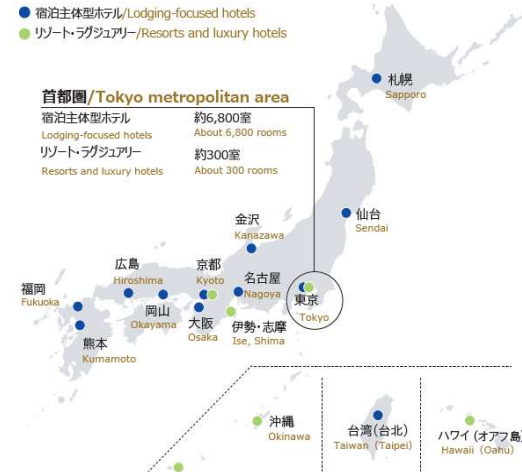 宿泊主体型ホテル/Lodging-focused hotels
リゾート・ラグジュアリー/Resorts and luxury hotels
首都圏/Tokyo metropolitan area
宿泊主体型ホテル 約6,800室
Lodging-focused hotels About 6,800 rooms
リゾート・ラグジュアリー 約300室
Resorts and luxury hotels About 300 rooms
札幌
Sapporo
仙台
Sendai
金沢
Kanazawa
広島
Hiroshima
京都
Kyoto
名古屋
Nagoya
東京
Tokyo
福岡
Fukuoka
岡山
Okayama
大阪
Osaka
伊勢・志摩
Ise, Shima
熊本
Kumamoto
沖縄
Okinawa
台湾(台北)
Taiwan (Taipei)
ハワイ(オアフ島)
Hawaii (Oahu)